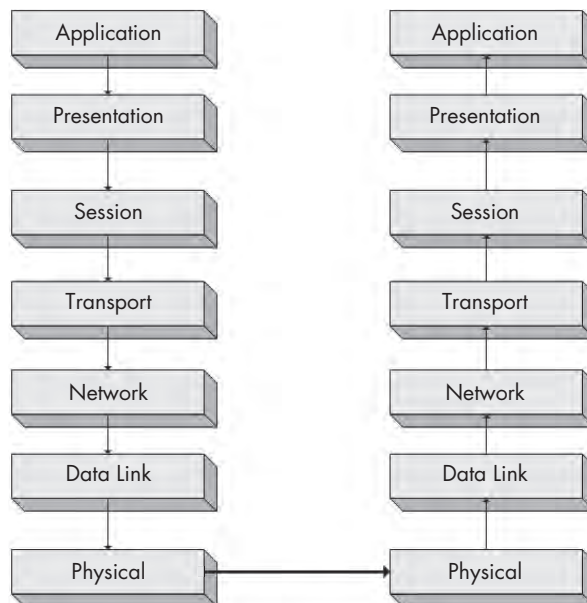 Application
Presentation
Session
Transport
Network
Data Link
Physical
Application
Presentation
Session
Transport
Network
Data Link
Physical